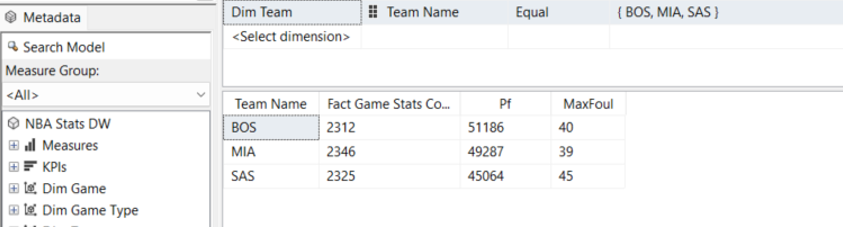 Metadata
Search Model
Measure Group:
<All>
NBA Stats DW
Measures
KPIs
Dim Game
Dim Game Type
Dim Team Team Name Equal { BOS, MIA, SAS }
<Select dimension>
Team Name Fact Game Stats Co... Pf MaxFoul
BOS 2312 51186 40
MIA 2346 49287 39
SAS 2325 45064 45